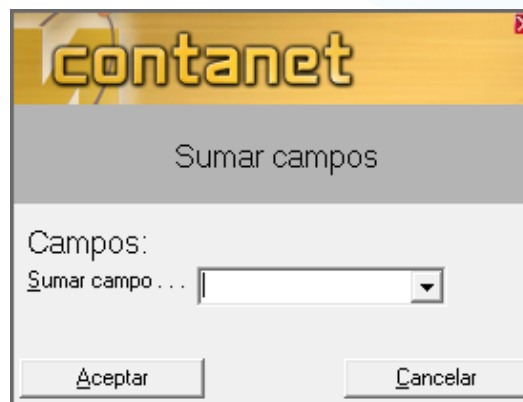 contanet
Sumar campos
Campos:
Sumar campo . . .
Aceptar
Cancelar